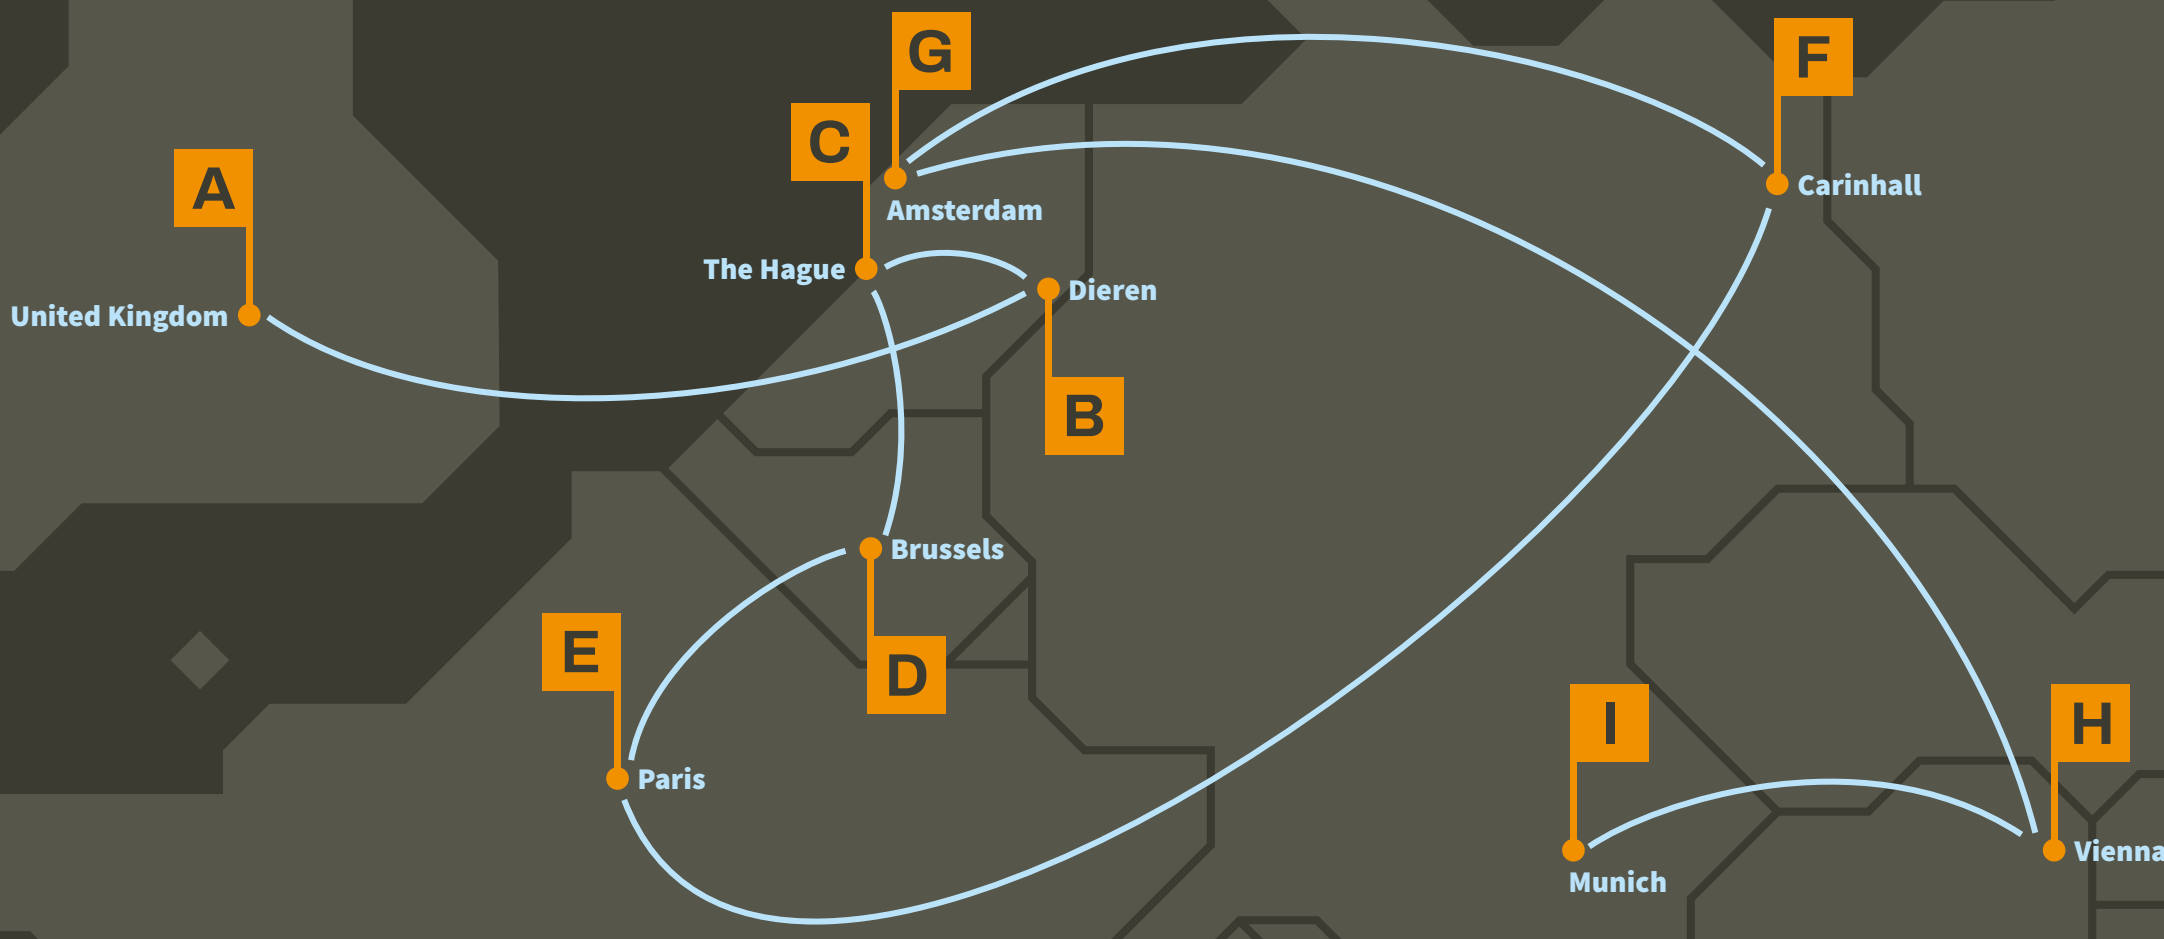 G
F
C
A
Carinhall
Amsterdam
The Hague
Dieren
United Kingdom
B
Brussels
E
D
I
H
Paris
Vienna
Munich